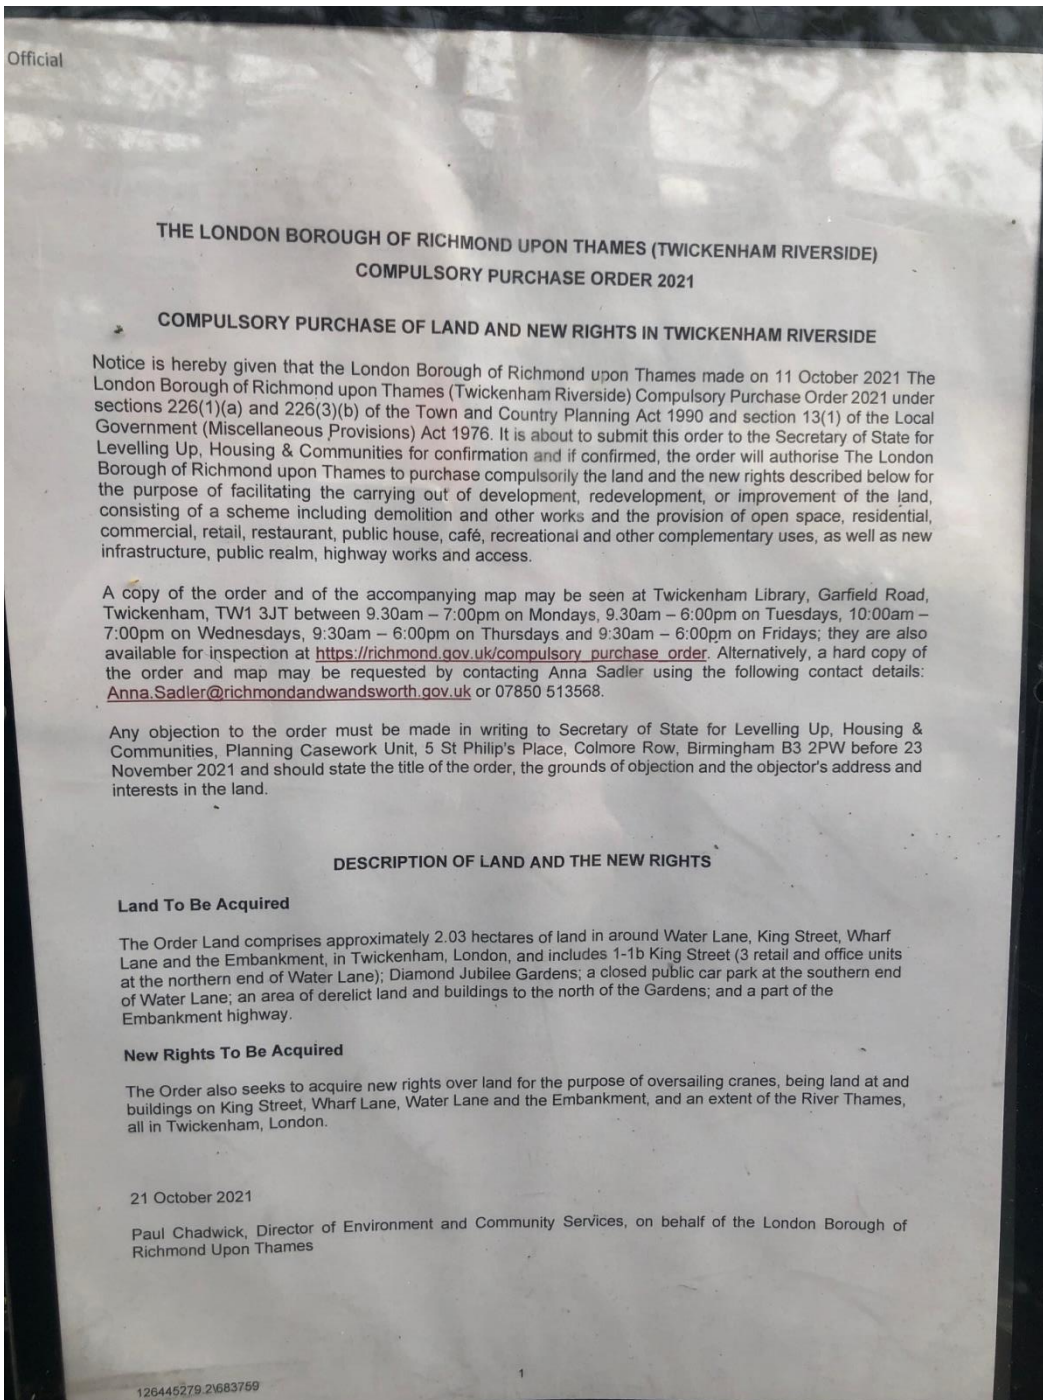 Official
THE LONDON BOROUGH OF RICHMOND UPON THAMES (TWICKENHAM RIVERSIDE)
COMPULSORY PURCHASE ORDER 2021
COMPULSORY PURCHASE OF LAND AND NEW RIGHTS IN TWICKENHAM RIVERSIDE
Notice is hereby given that the London Borough of Richmond upon Thames made on 11 October 2021 The
London Borough of Richmond upon Thames (Twickenham Riverside) Compulsory Purchase Order 2021 under
sections 226(1)(a) and 226(3)(b) of the Town and Country Planning Act 1990 and section 13(1) of the Local
Government (Miscellaneous Provisions) Act 1976. It is about to submit this order to the Secretary of State for
Levelling Up, Housing & Communities for confirmation and if confirmed, the order will authorise The London
Borough of Richmond upon Thames to purchase compulsorily the land and the new rights described below for
the purpose of facilitating the carrying out of development, redevelopment, or improvement of the land,
consisting of a scheme including demolition and other works and the provision of open space, residential,
commercial, retail, restaurant, public house, café, recreational and other complementary uses, as well as new
infrastructure, public realm, highway works and access.
A copy of the order and of the accompanying map may be seen at Twickenham Library, Garfield Road,
Twickenham, TW1 3JT between 9.30am – 7:00pm on Mondays, 9.30am – 6:00pm on Tuesdays, 10:00am –
7:00pm on Wednesdays, 9:30am – 6:00pm on Thursdays and 9:30am – 6:00pm on Fridays; they are also
available for inspection at https://richmond.gov.uk/compulsory_purchase_order. Alternatively, a hard copy of
the order and map may be requested by contacting Anna Sadler using the following contact details:
Anna.Sadler@richmondandwandsworth.gov.uk or 07850 513568.
Any objection to the order must be made in writing to Secretary of State for Levelling Up, Housing &
Communities, Planning Casework Unit, 5 St Philip's Place, Colmore Row, Birmingham B3 2PW before 23
November 2021 and should state the title of the order, the grounds of objection and the objector's address and
interests in the land.
DESCRIPTION OF LAND AND THE NEW RIGHTS
Land To Be Acquired
The Order Land comprises approximately 2.03 hectares of land in around Water Lane, King Street, Wharf
Lane and the Embankment, in Twickenham, London, and includes 1-1b King Street (3 retail and office units
at the northern end of Water Lane); Diamond Jubilee Gardens; a closed public car park at the southern end
of Water Lane; an area of derelict land and buildings to the north of the Gardens; and a part of the
Embankment highway.
New Rights To Be Acquired
The Order also seeks to acquire new rights over land for the purpose of oversailing cranes, being land at and
buildings on King Street, Wharf Lane, Water Lane and the Embankment, and an extent of the River Thames,
all in Twickenham, London.
21 October 2021
Paul Chadwick, Director of Environment and Community Services, on behalf of the London Borough of
Richmond Upon Thames
1
126445279.2\683759